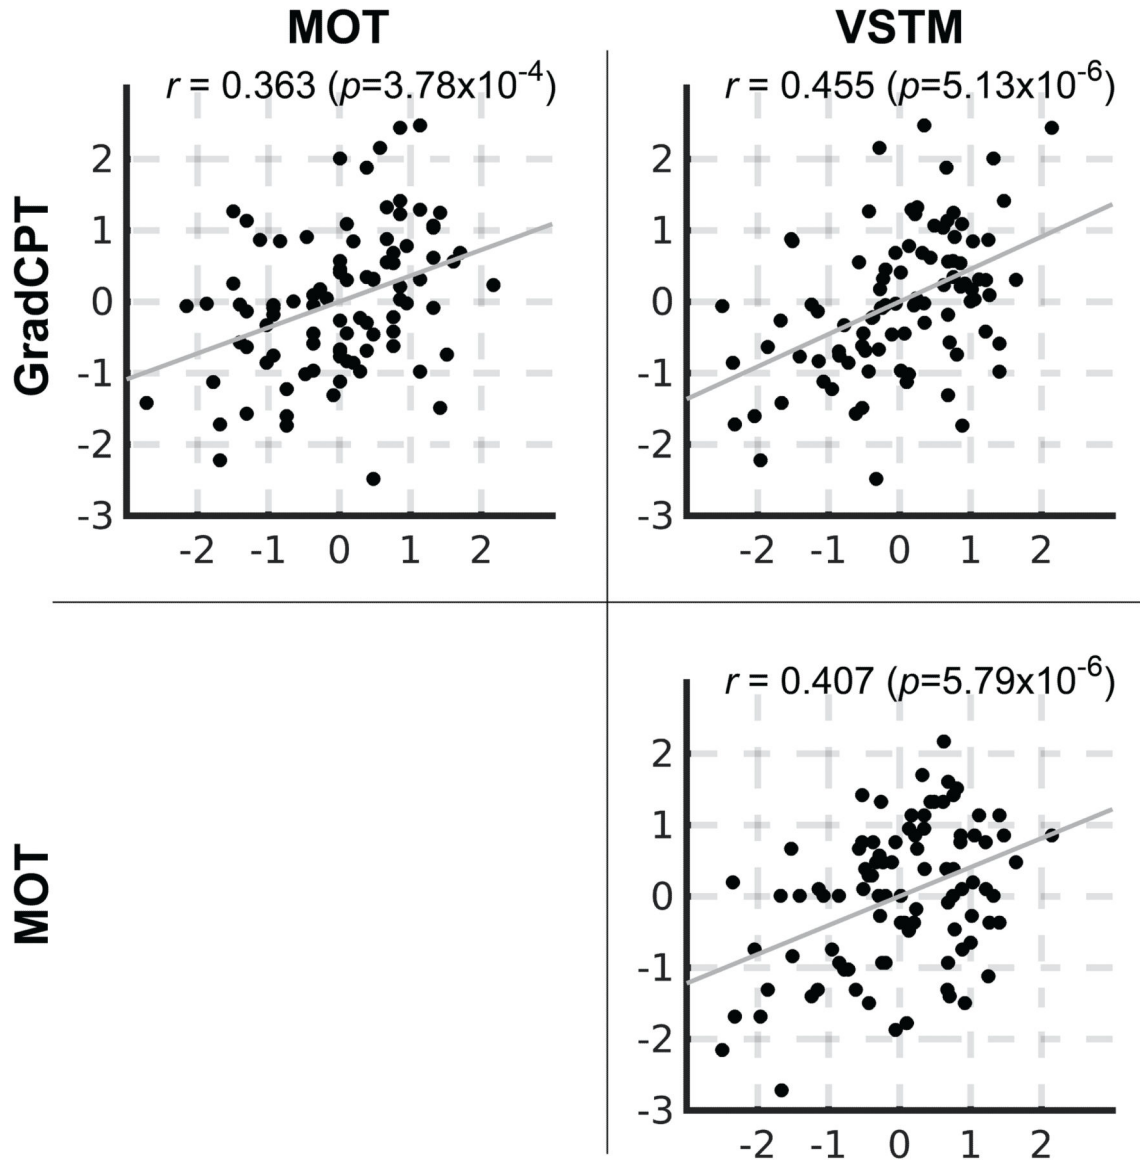 MOT VSTM
r = 0.363 (p=3.78x10⁻⁴) r = 0.455 (p=5.13x10⁻⁶)
GradCPT
2 2
1 1
0 0
-1 -1
-2 -2
-3 -3
-2 -1 0 1 2 -2 -1 0 1 2
r = 0.407 (p=5.79x10⁻⁶)
MOT
2
1
0
-1
-2
-3
-2 -1 0 1 2